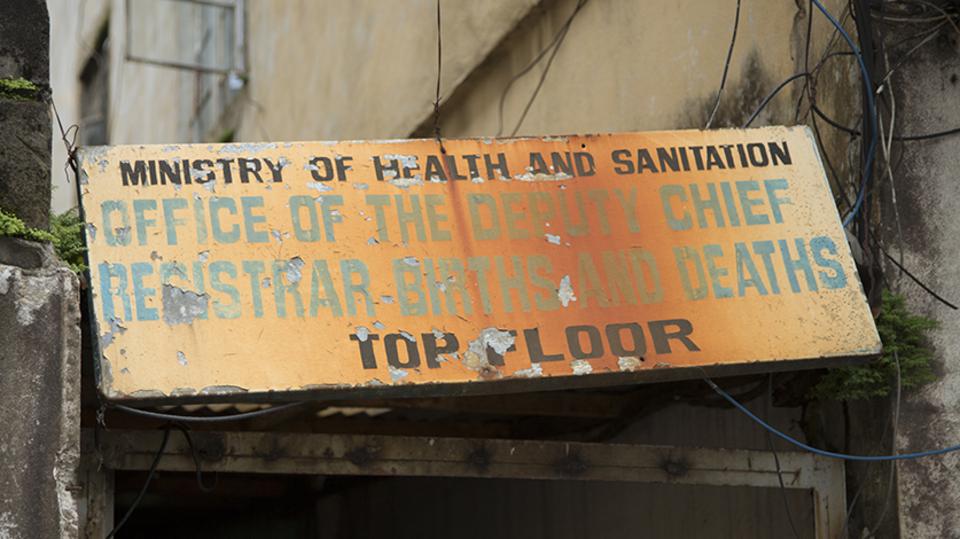 MINISTRY OF HEALTH AND SANITATION
OFFICE OF THE DEPUTY CHIEF
REGISTRAR BIRTHS AND DEATHS
TOP FLOOR